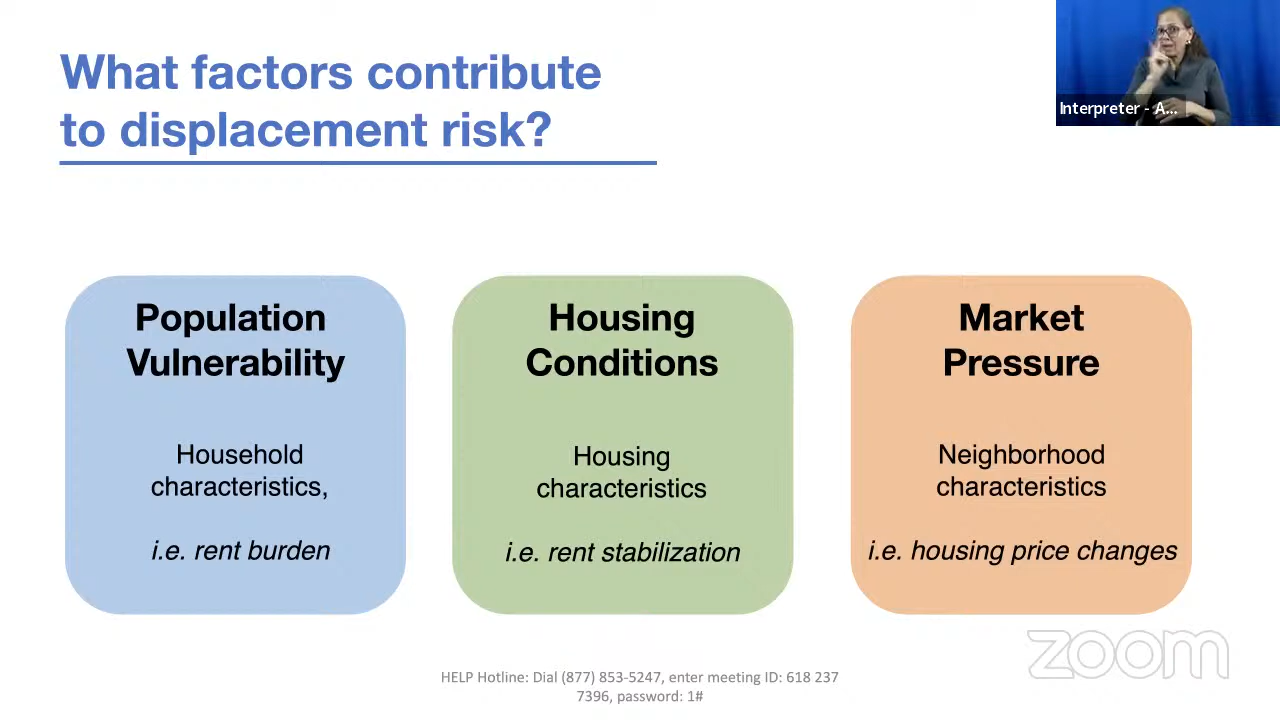 What factors contribute
to displacement risk?
Interpreter - A...
Population
Vulnerability
Household
characteristics,
i.e. rent burden
Housing
Conditions
Housing
characteristics
i.e. rent stabilization
Market
Pressure
Neighborhood
characteristics
i.e. housing price changes
zoom
HELP Hotline: Dial (877) 853-5247, enter meeting ID: 618 237
7396, password: 1#